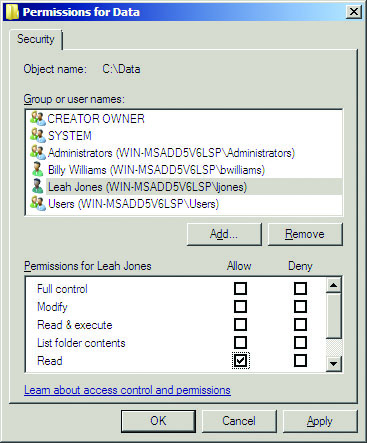 Permissions for Data
Security
Object name: C:\Data
Group or user names:
CREATOR OWNER
SYSTEM
Administrators (WIN-MSADD5V6LSP\Administrators)
Billy Williams (WIN-MSADD5V6LSP\bwilliams)
Leah Jones (WIN-MSADD5V6LSP\ljones)
Users (WIN-MSADD5V6LSP\Users)
Add... Remove
Permissions for Leah Jones Allow Deny
Full control
Modify
Read & execute
List folder contents
Read
Learn about access control and permissions
OK Cancel Apply